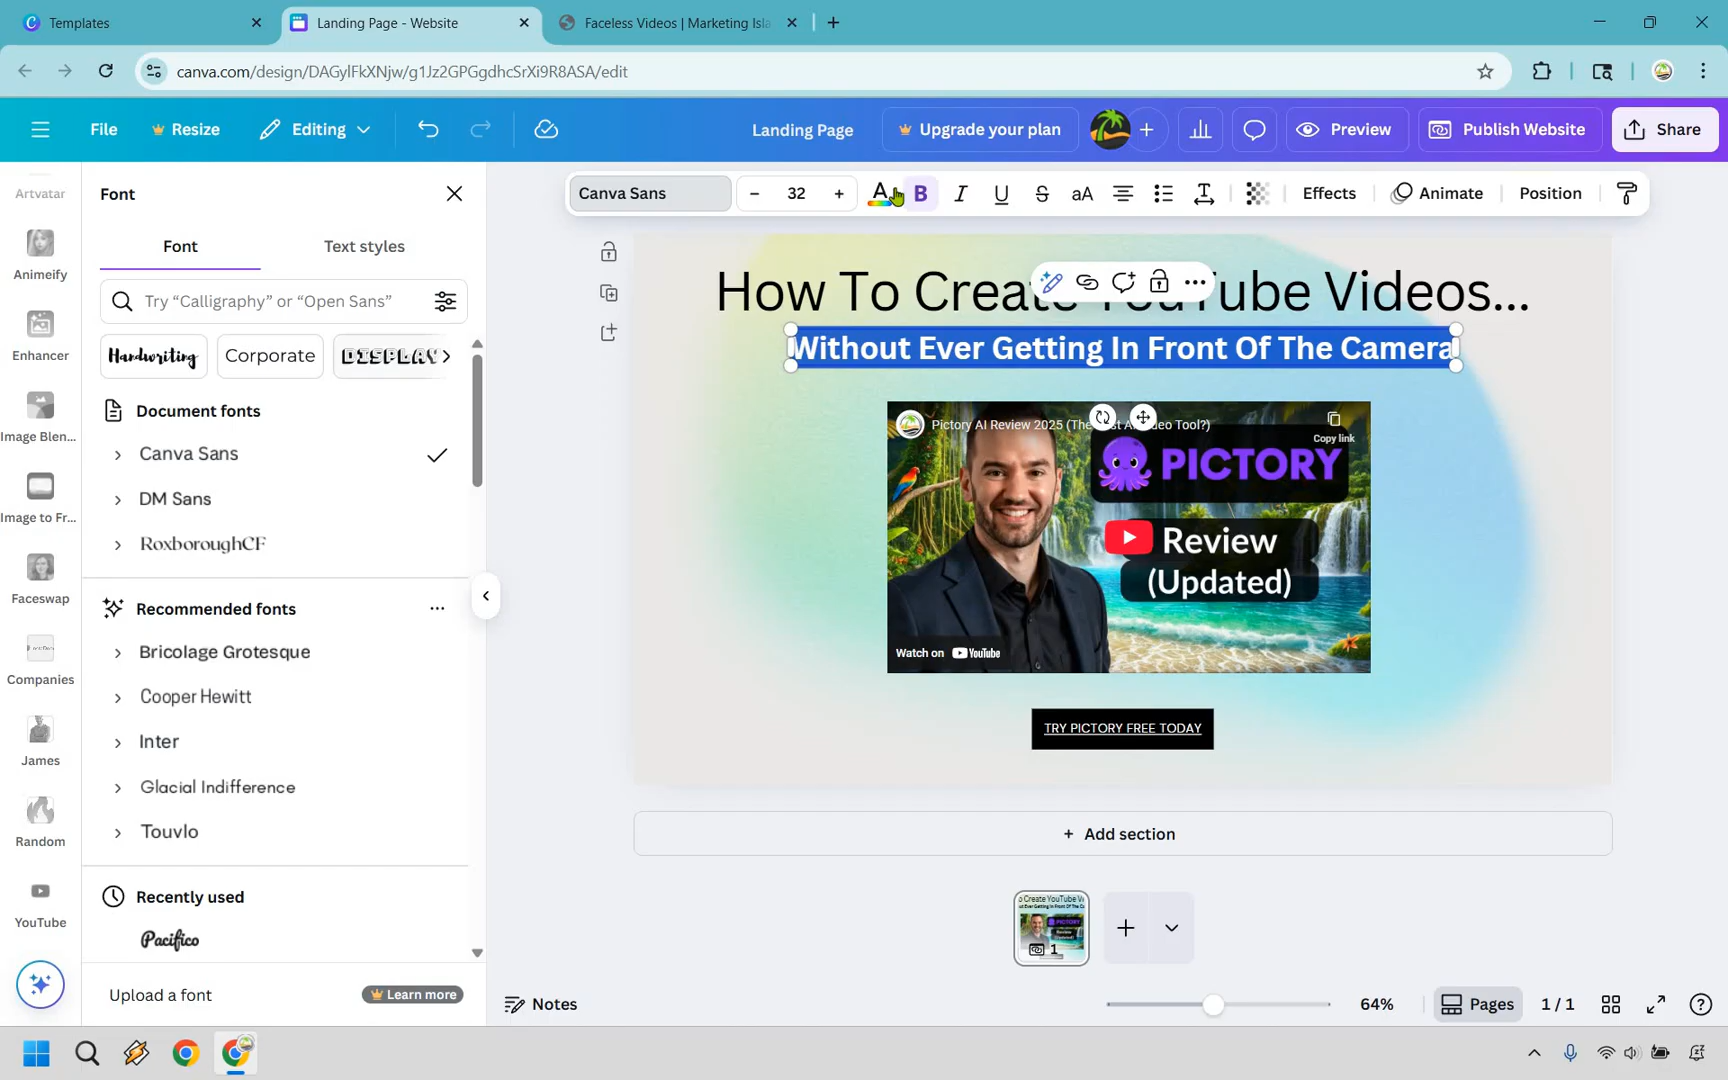 Templates
Landing Page - Website
Faceless Videos | Marketing Isla
canva.com/design/DAGylFkXNjw/g1Jz2GPGgdhcSrXi9R8ASA/edit
File
Resize
Editing
Landing Page
Upgrade your plan
Preview
Publish Website
Share
Artvatar
Animeify
Enhancer
Image Blen...
Image to Fr...
Faceswap
Companies
James
Random
YouTube
Font
Font
Text styles
Try “Calligraphy” or “Open Sans”
Handwriting
Corporate
DISPLAY
Document fonts
Canva Sans
DM Sans
RoxboroughCF
Recommended fonts
Bricolage Grotesque
Cooper Hewitt
Inter
Glacial Indifference
Touvlo
Recently used
Pacifico
Upload a font
Learn more
Canva Sans
32
A
B
I
U
S
aA
Effects
Animate
Position
How To Create YouTube Videos...
Without Ever Getting In Front Of The Camera
Pictory AI Review 2025 (The Best AI Video Tool?)
Copy link
PICTORY
Review
(Updated)
Watch on YouTube
TRY PICTORY FREE TODAY
+ Add section
1
Notes
64%
Pages
1 / 1